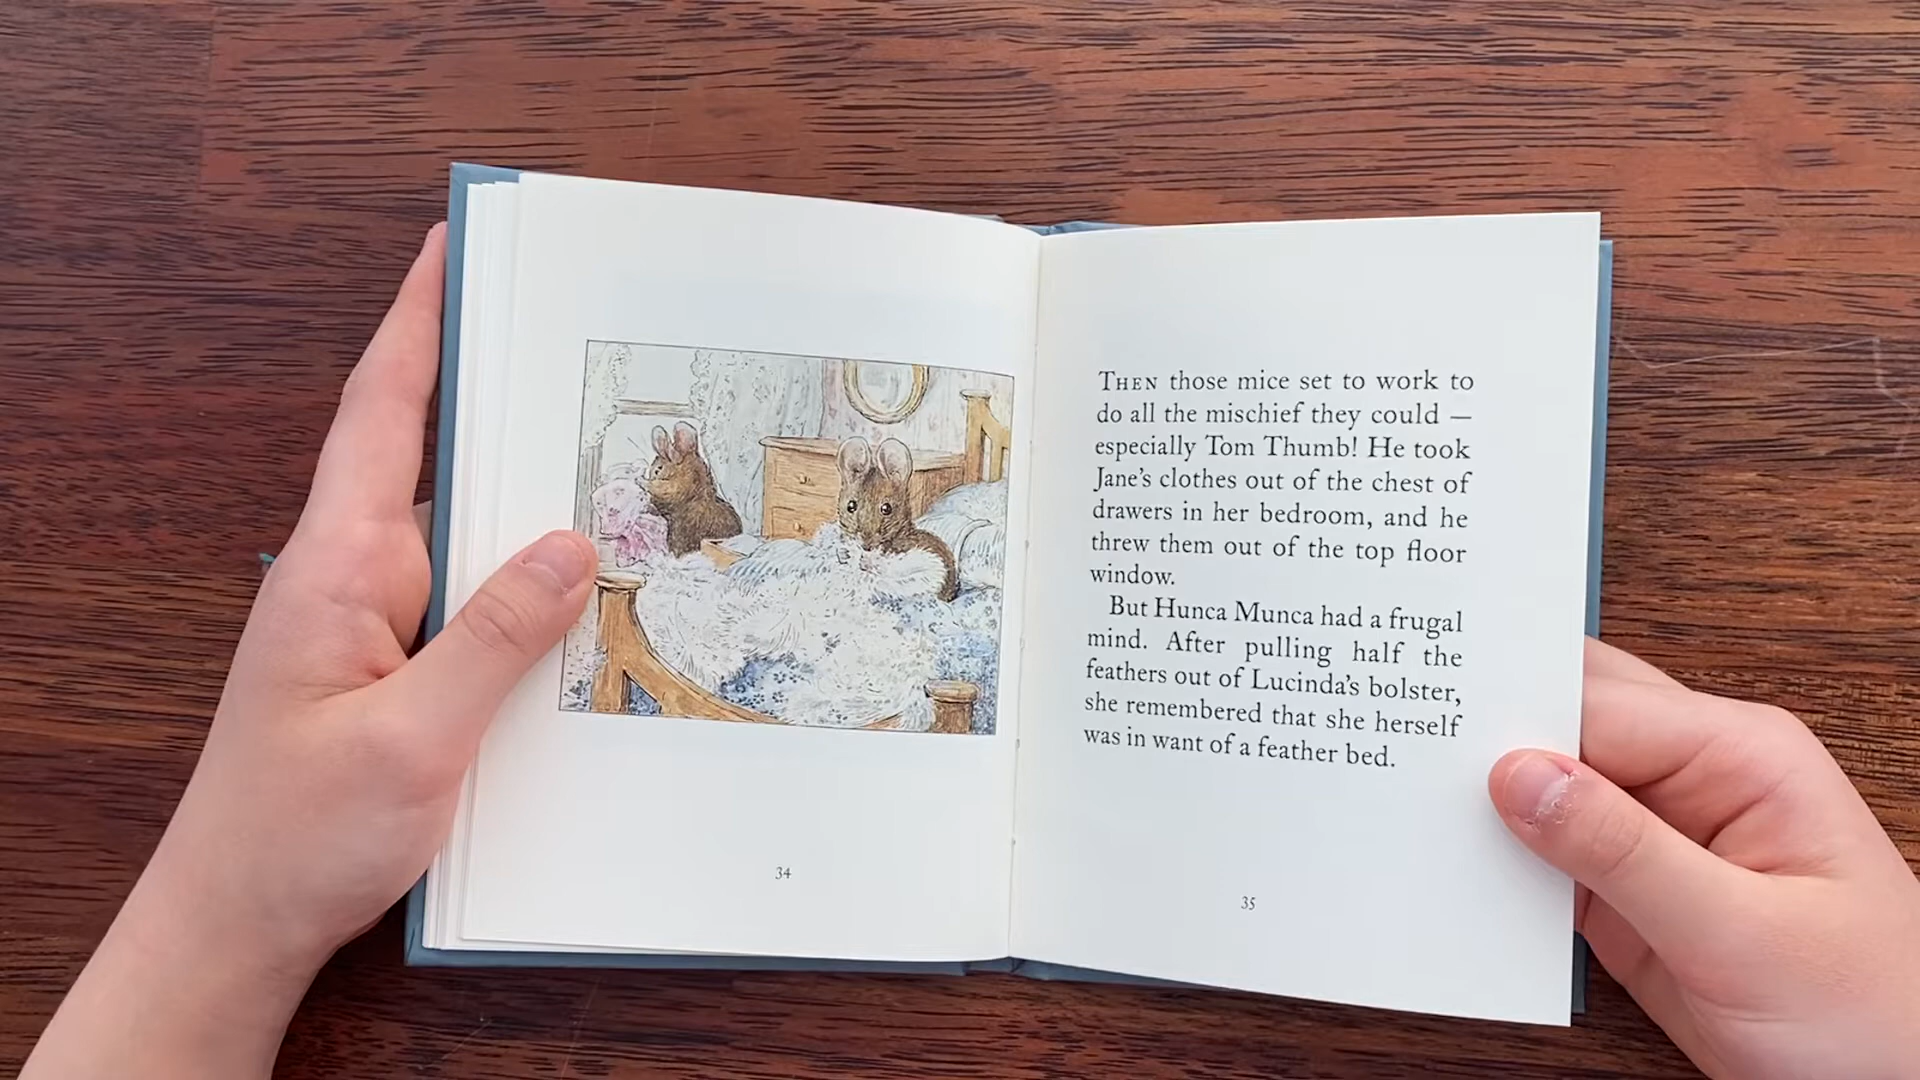 34
THEN those mice set to work to
do all the mischief they could —
especially Tom Thumb! He took
Jane's clothes out of the chest of
drawers in her bedroom, and he
threw them out of the top floor
window.
But Hunca Munca had a frugal
mind. After pulling half the
feathers out of Lucinda's bolster,
she remembered that she herself
was in want of a feather bed.
35